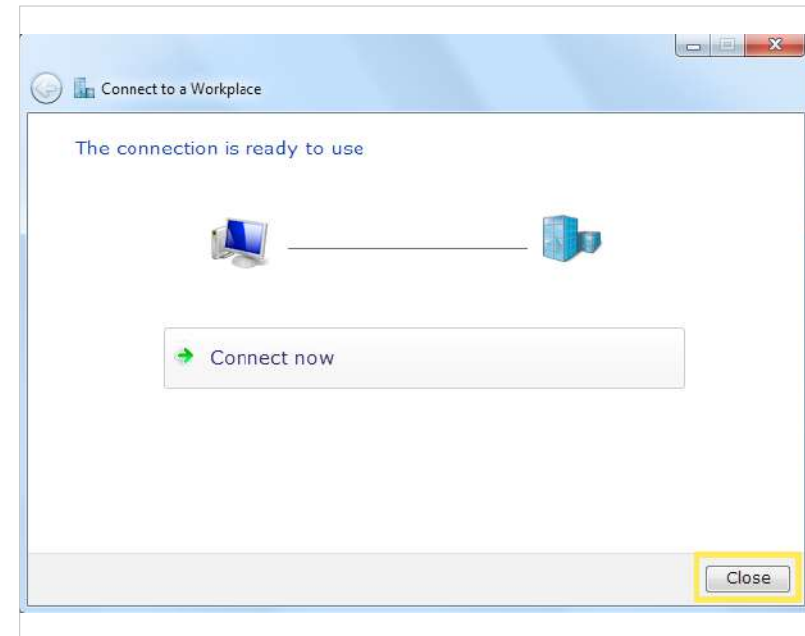 Connect to a Workplace
The connection is ready to use
Connect now
Close